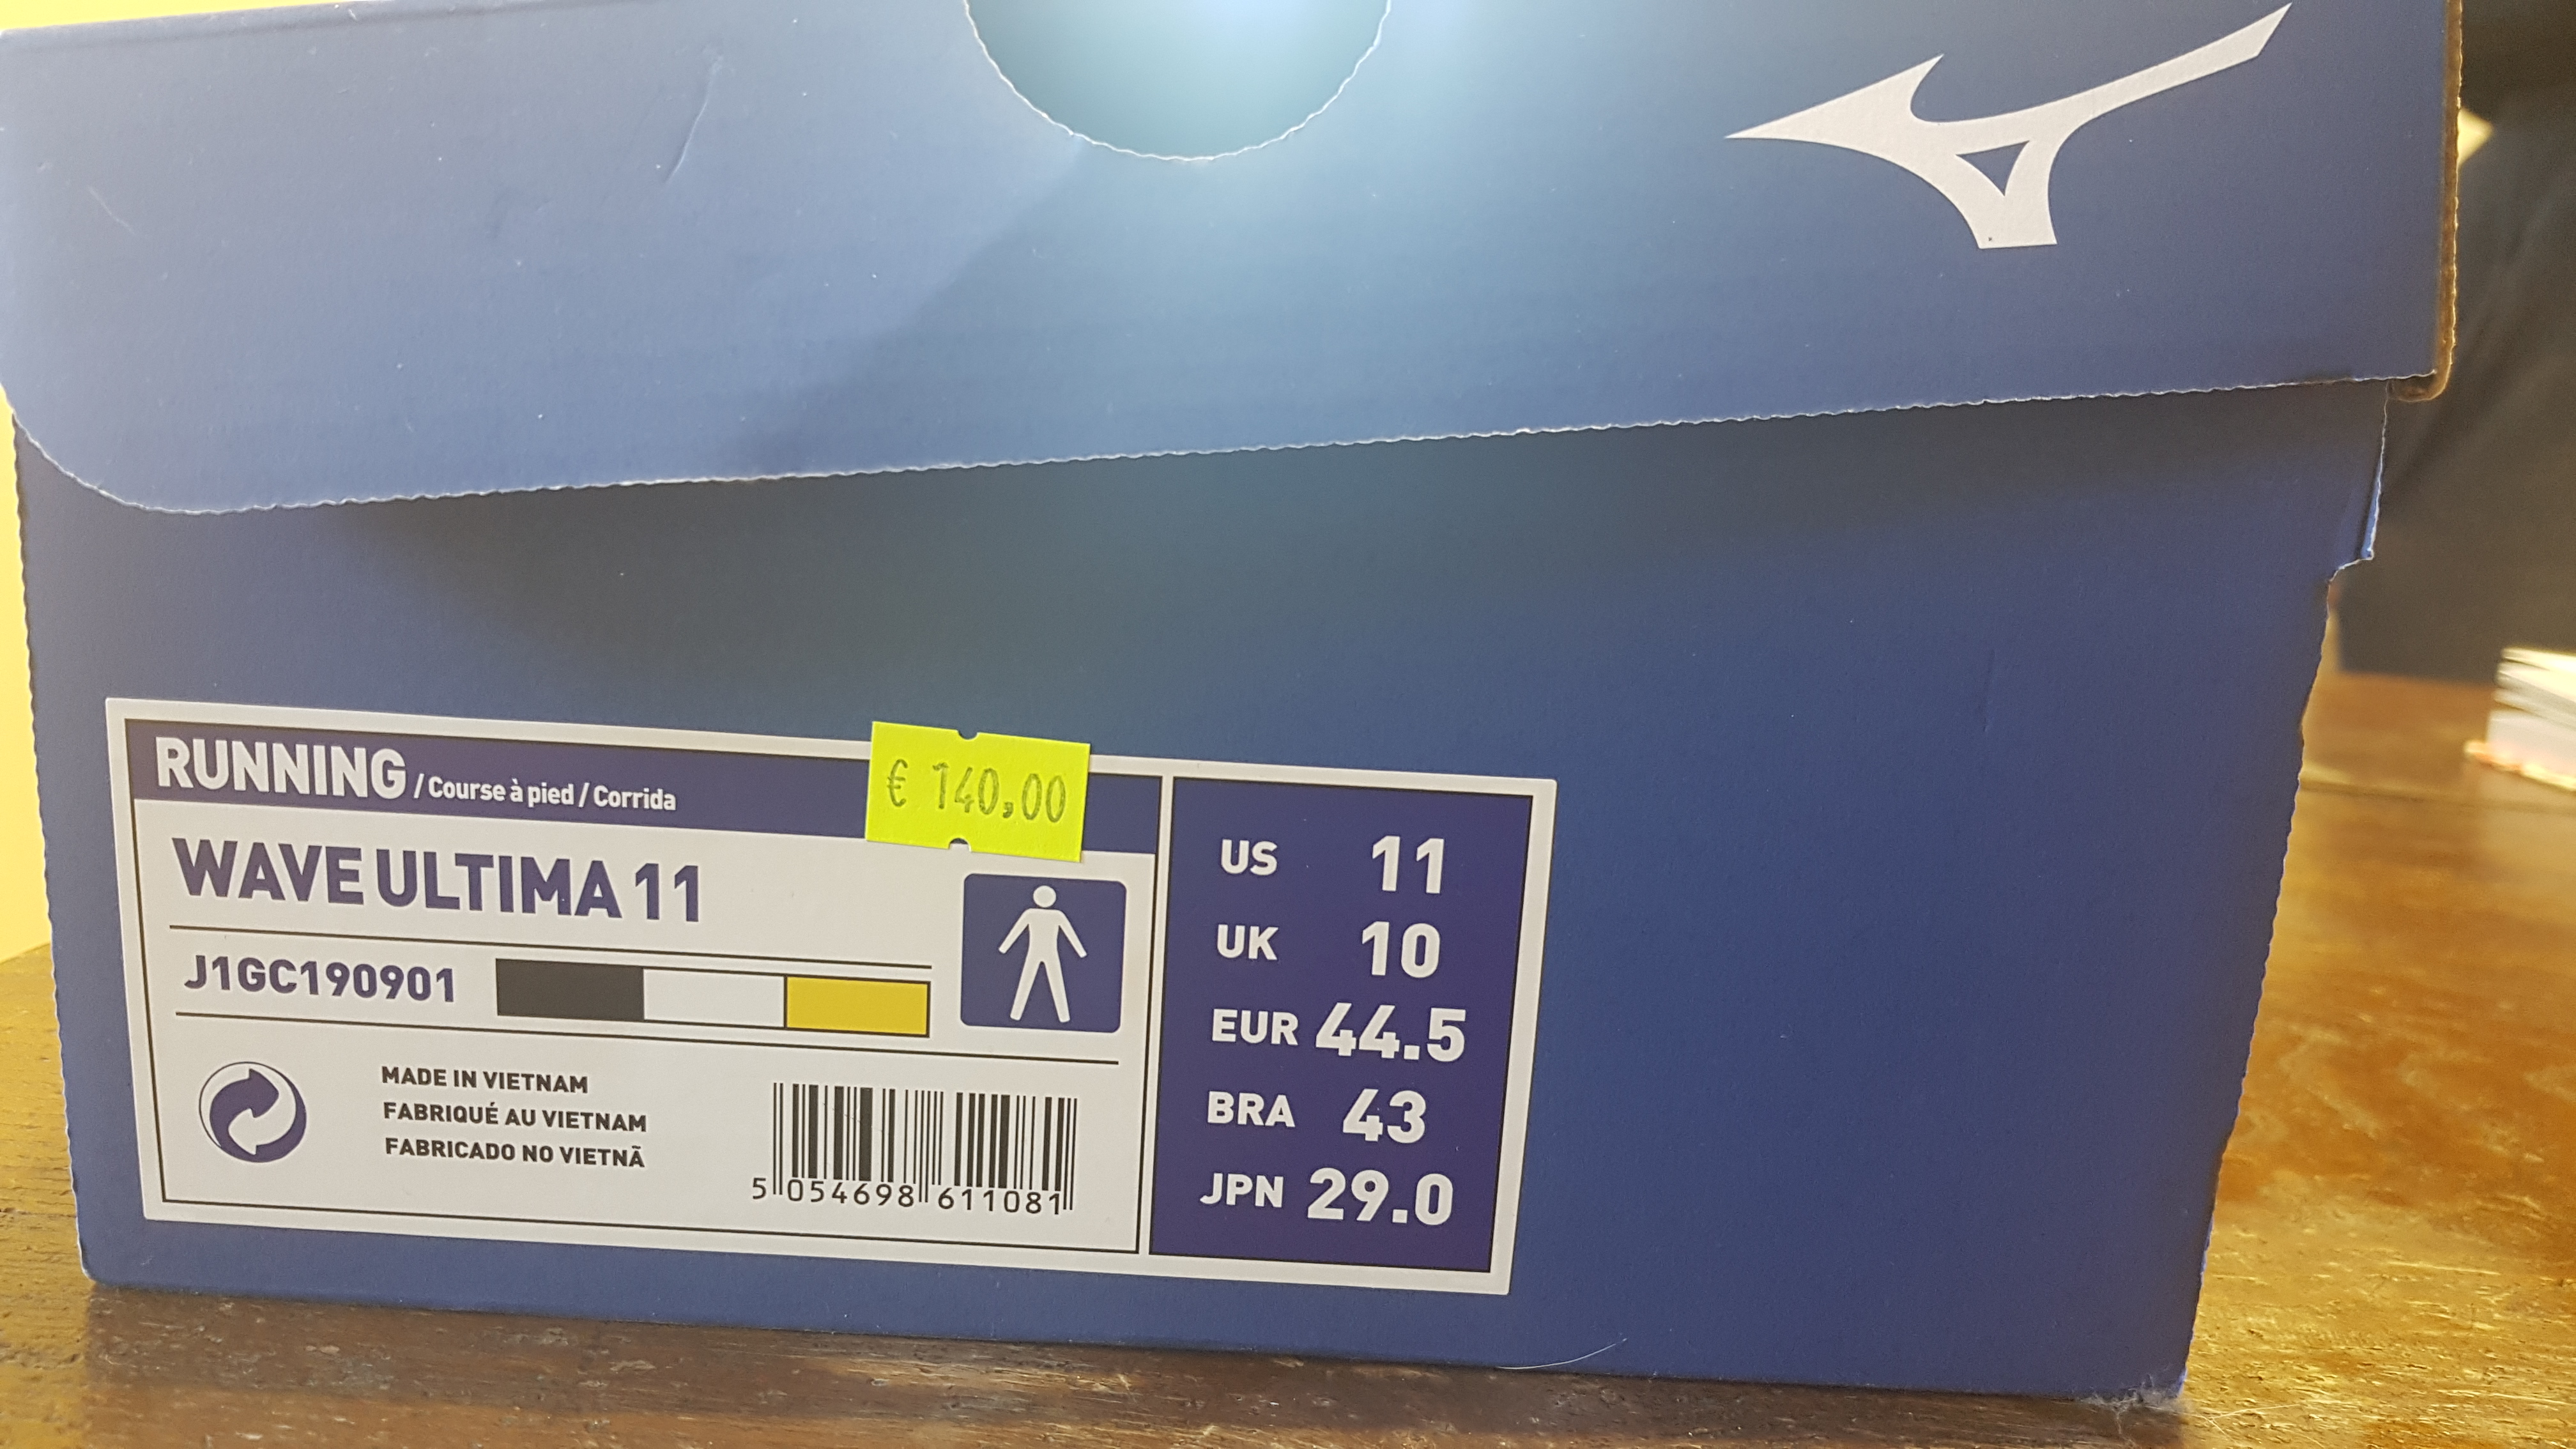 RUNNING / Course à pied / Corrida
€ 140,00
WAVE ULTIMA 11
J1GC190901
MADE IN VIETNAM
FABRIQUÉ AU VIETNAM
FABRICADO NO VIETNÃ
5 054698 611081
US 11
UK 10
EUR 44.5
BRA 43
JPN 29.0